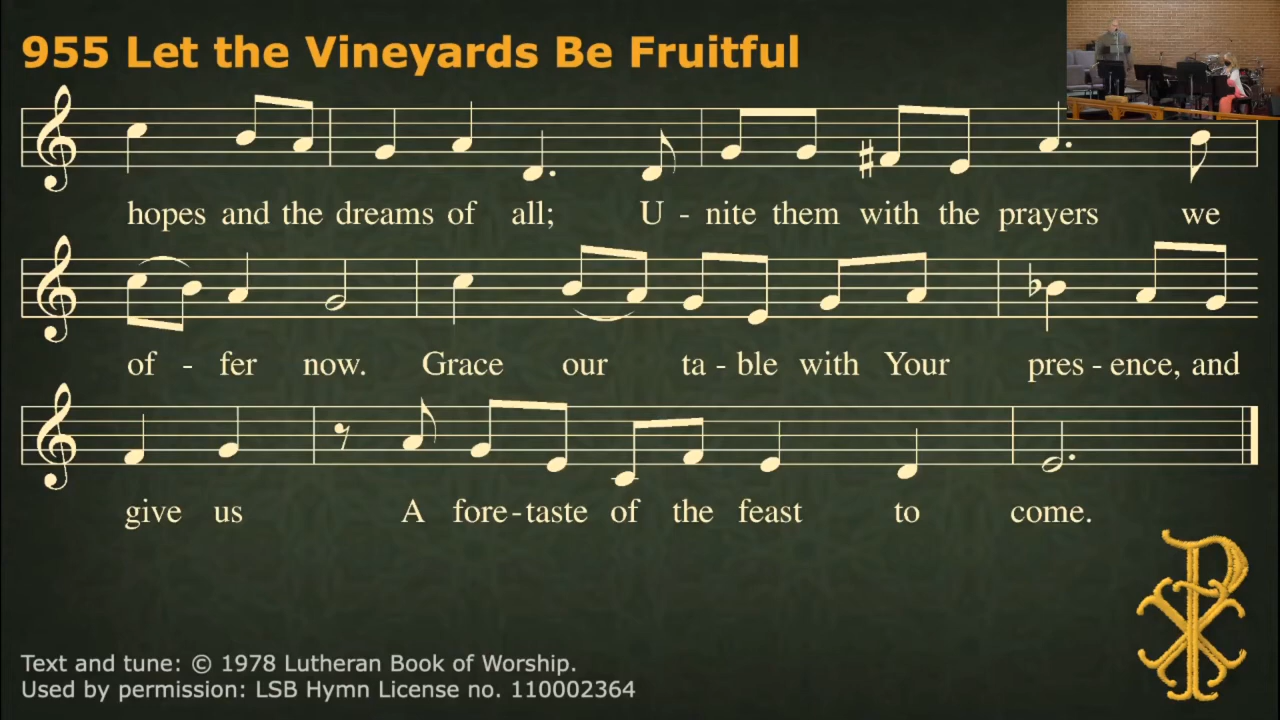 955 Let the Vineyards Be Fruitful
hopes and the dreams of all; U - nite them with the prayers we
of - fer now. Grace our ta - ble with Your pres - ence, and
give us A fore - taste of the feast to come.
Text and tune: © 1978 Lutheran Book of Worship.
Used by permission: LSB Hymn License no. 110002364